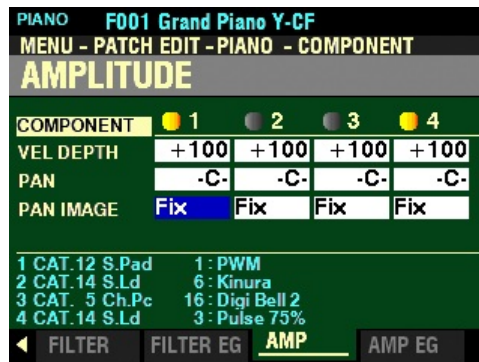 PIANO F001 Grand Piano Y-CF
MENU - PATCH EDIT - PIANO - COMPONENT
AMPLITUDE
COMPONENT 1 2 3 4
VEL DEPTH +100 +100 +100 +100
PAN -C- -C- -C- -C-
PAN IMAGE Fix Fix Fix Fix
1 CAT.12 S.Pad 1 : PWM
2 CAT.14 S.Ld 6 : Kinura
3 CAT. 5 Ch.Pc 16 : Digi Bell 2
4 CAT.14 S.Ld 3 : Pulse 75%
FILTER FILTER EG AMP AMP EG